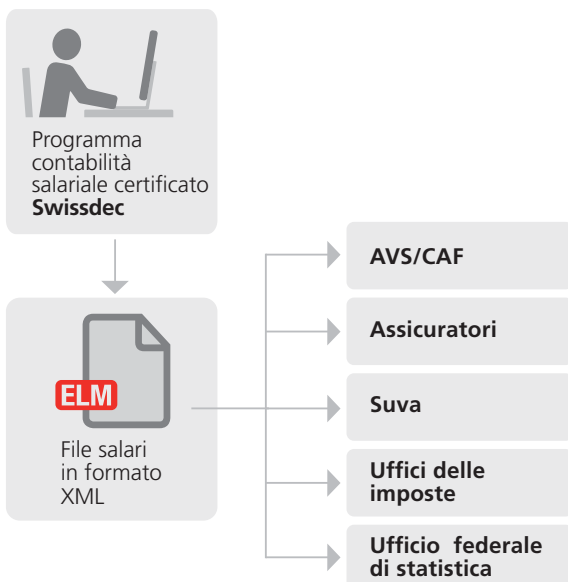 Programma
contabilità
salariale certificato
Swissdec
ELM
File salari
in formato
XML
AVS/CAF
Assicuratori
Suva
Uffici delle
imposte
Ufficio federale
di statistica